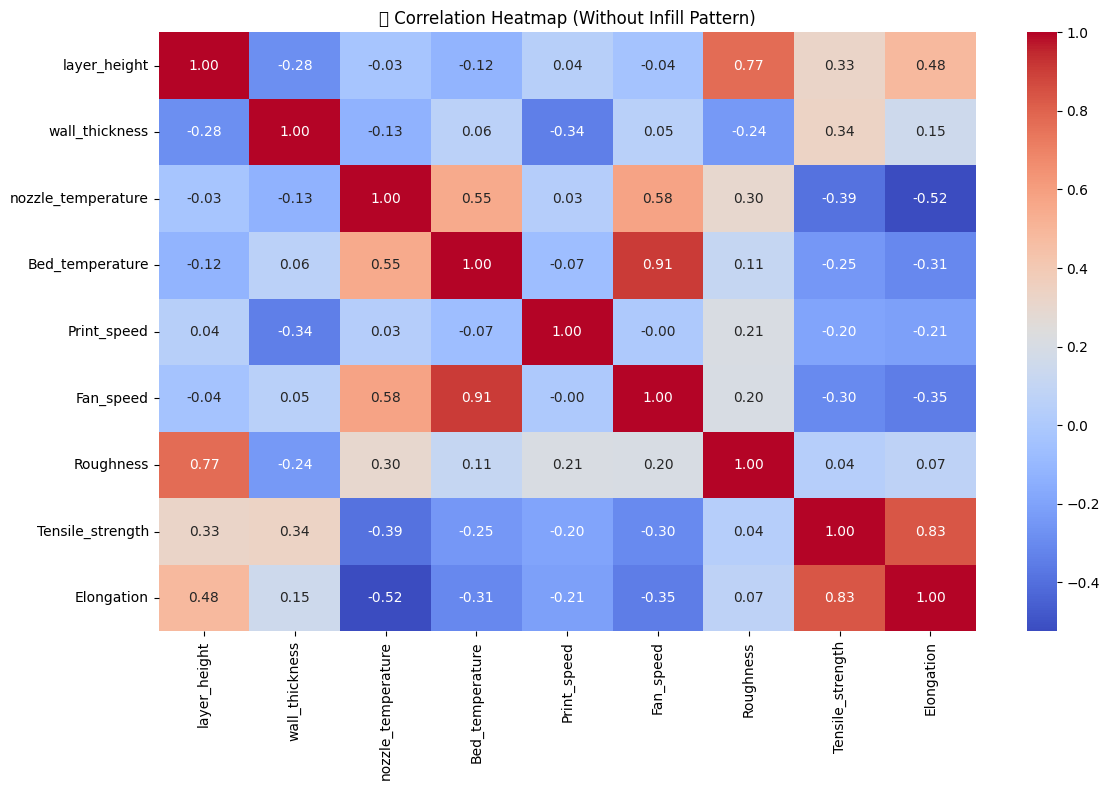 ▯ Correlation Heatmap (Without Infill Pattern)
layer_height 1.00 -0.28 -0.03 -0.12 0.04 -0.04 0.77 0.33 0.48
wall_thickness -0.28 1.00 -0.13 0.06 -0.34 0.05 -0.24 0.34 0.15
nozzle_temperature -0.03 -0.13 1.00 0.55 0.03 0.58 0.30 -0.39 -0.52
Bed_temperature -0.12 0.06 0.55 1.00 -0.07 0.91 0.11 -0.25 -0.31
Print_speed 0.04 -0.34 0.03 -0.07 1.00 -0.00 0.21 -0.20 -0.21
Fan_speed -0.04 0.05 0.58 0.91 -0.00 1.00 0.20 -0.30 -0.35
Roughness 0.77 -0.24 0.30 0.11 0.21 0.20 1.00 0.04 0.07
Tensile_strength 0.33 0.34 -0.39 -0.25 -0.20 -0.30 0.04 1.00 0.83
Elongation 0.48 0.15 -0.52 -0.31 -0.21 -0.35 0.07 0.83 1.00
layer_height
wall_thickness
nozzle_temperature
Bed_temperature
Print_speed
Fan_speed
Roughness
Tensile_strength
Elongation
1.0
0.8
0.6
0.4
0.2
0.0
−0.2
−0.4